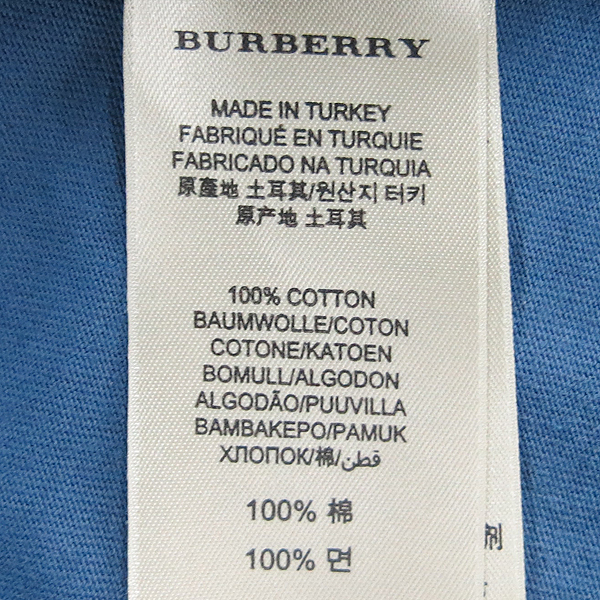 BURBERRY
MADE IN TURKEY
FABRIQUÉ EN TURQUIE
FABRICADO NA TURQUIA
原產地 土耳其/원산지 터키
原产地 土耳其
100% COTTON
BAUMWOLLE/COTON
COTONE/KATOEN
BOMULL/ALGODON
ALGODÃO/PUUVILLA
BAMBAKEPO/PAMUK
ХЛОПОК/棉/قطن
100% 棉
100% 면
剂